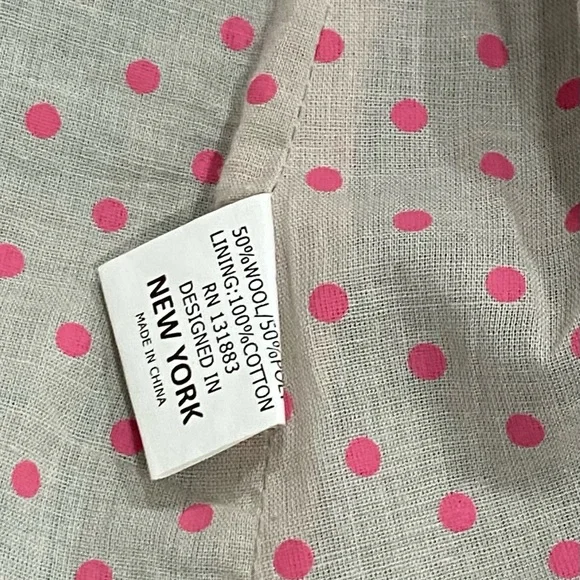 50%WOOL/50%POL
LINING:100%COTTON
RN 131883
DESIGNED IN
NEW YORK
MADE IN CHINA